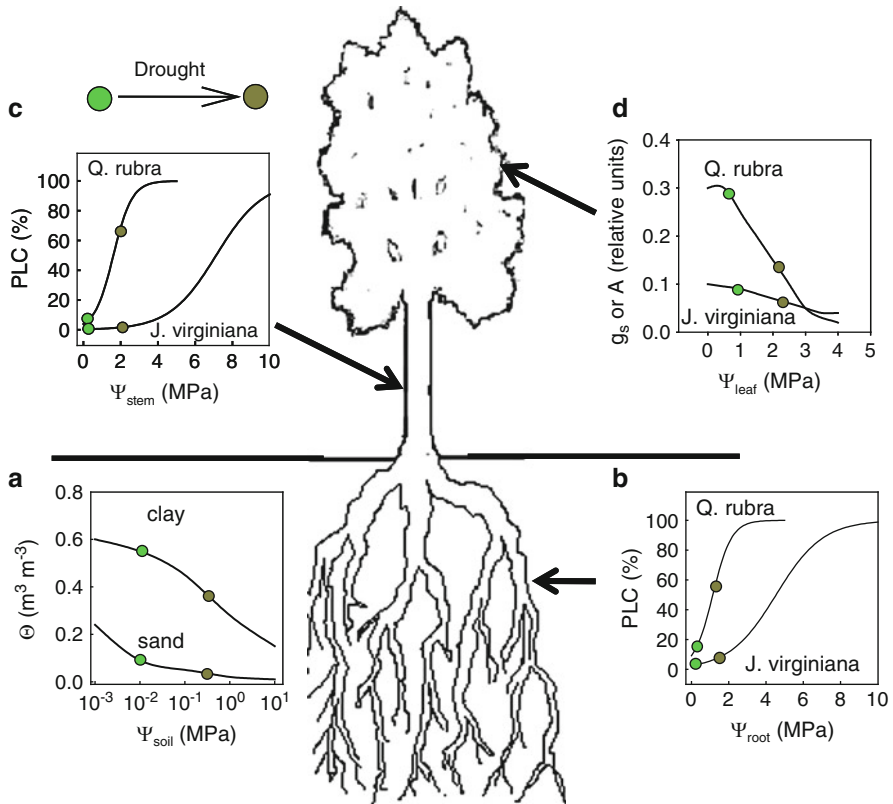 Drought
c
Q. rubra
100
80
60
40
20
0
PLC (%)
J. virginiana
0 2 4 6 8 10
Ψstem (MPa)
d
0.4
0.3
0.2
0.1
0.0
gs or A (relative units)
Q. rubra
J. virginiana
0 1 2 3 4 5
Ψleaf (MPa)
a
0.8
0.6
0.4
0.2
0.0
Θ (m³ m⁻³)
clay
sand
10⁻³ 10⁻² 10⁻¹ 10⁰ 10¹
Ψsoil (MPa)
b
Q. rubra
100
80
60
40
20
0
PLC (%)
J. virginiana
0 2 4 6 8 10
Ψroot (MPa)